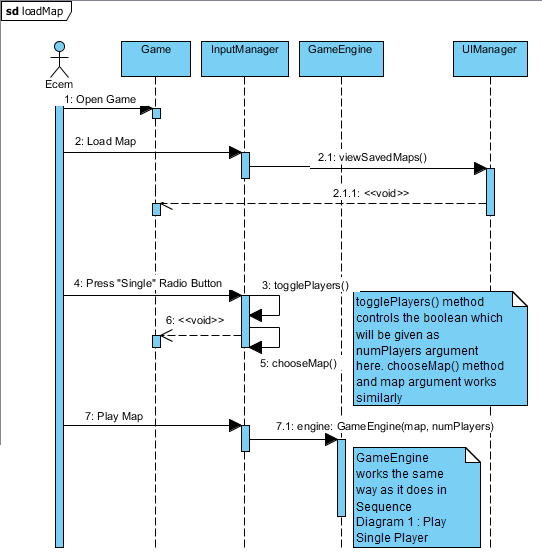 sd loadMap
Game
InputManager
GameEngine
UIManager
Ecem
1: Open Game
2: Load Map
2.1: viewSavedMaps()
2.1.1: <<void>>
4: Press "Single" Radio Button
3: togglePlayers()
6: <<void>>
5: chooseMap()
togglePlayers() method
controls the boolean which
will be given as
numPlayers argument
here. chooseMap() method
and map argument works
similarly
7: Play Map
7.1: engine: GameEngine(map, numPlayers)
GameEngine
works the same
way as it does in
Sequence
Diagram 1 : Play
Single Player